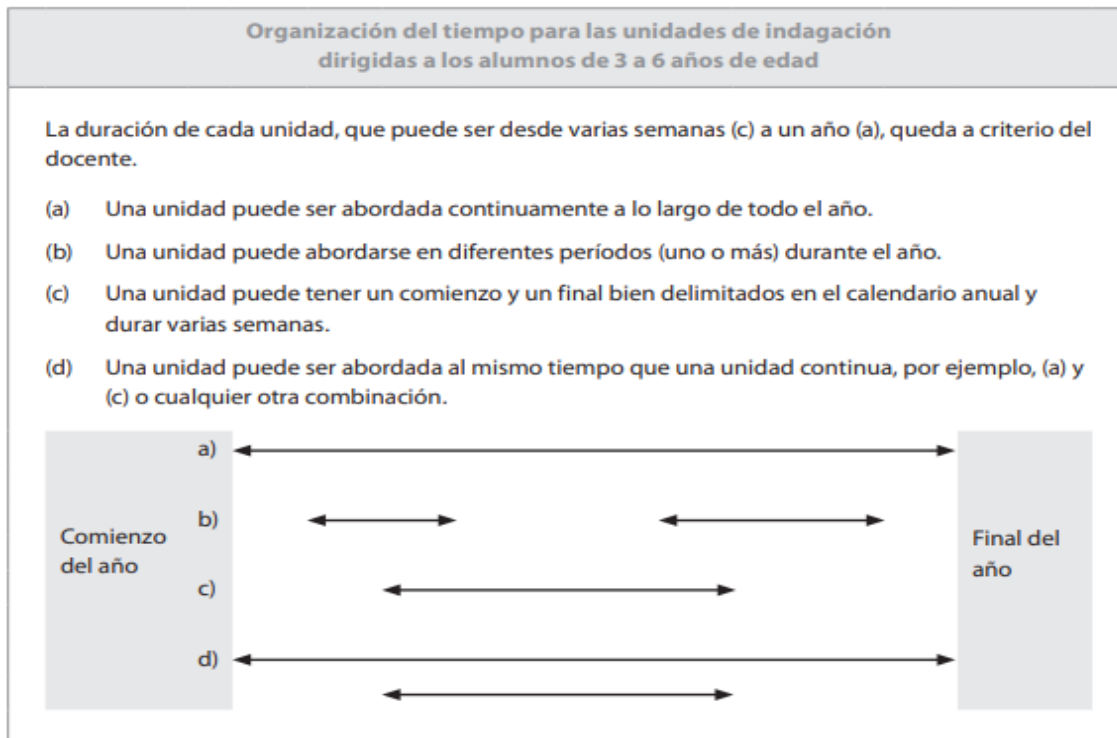 Organización del tiempo para las unidades de indagación
dirigidas a los alumnos de 3 a 6 años de edad
La duración de cada unidad, que puede ser desde varias semanas (c) a un año (a), queda a criterio del
docente.
(a) Una unidad puede ser abordada continuamente a lo largo de todo el año.
(b) Una unidad puede abordarse en diferentes períodos (uno o más) durante el año.
(c) Una unidad puede tener un comienzo y un final bien delimitados en el calendario anual y
durar varias semanas.
(d) Una unidad puede ser abordada al mismo tiempo que una unidad continua, por ejemplo, (a) y
(c) o cualquier otra combinación.
Comienzo
del año
a)
b)
c)
d)
Final del
año